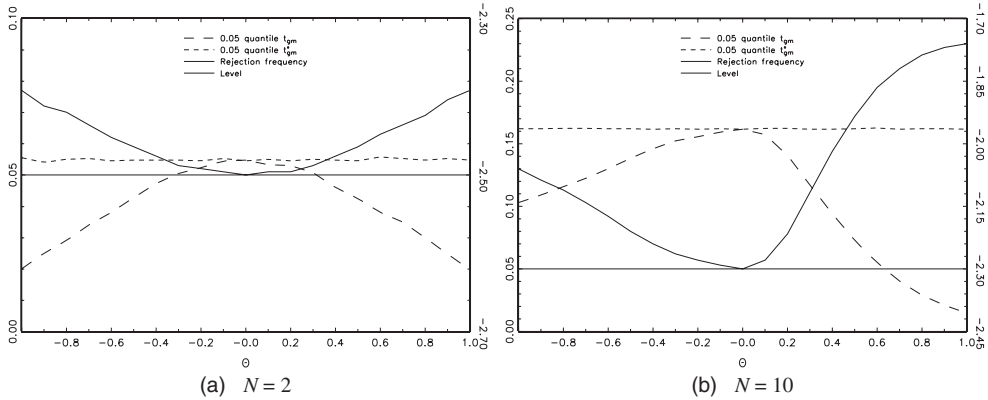 0.05 quantile t_gm
0.05 quantile t*_gm
Rejection frequency
Level
0.00 0.05 0.10
−2.70 −2.50 −2.30
−0.8 −0.6 −0.4 −0.2 −0.0 0.2 0.4 0.6 0.8 1.0
Θ
(a) N = 2
0.05 quantile t_gm
0.05 quantile t*_gm
Rejection frequency
Level
0.00 0.05 0.10 0.15 0.20 0.25
−2.45 −2.30 −2.15 −2.00 −1.85 −1.70
−0.8 −0.6 −0.4 −0.2 −0.0 0.2 0.4 0.6 0.8 1.0
Θ
(b) N = 10